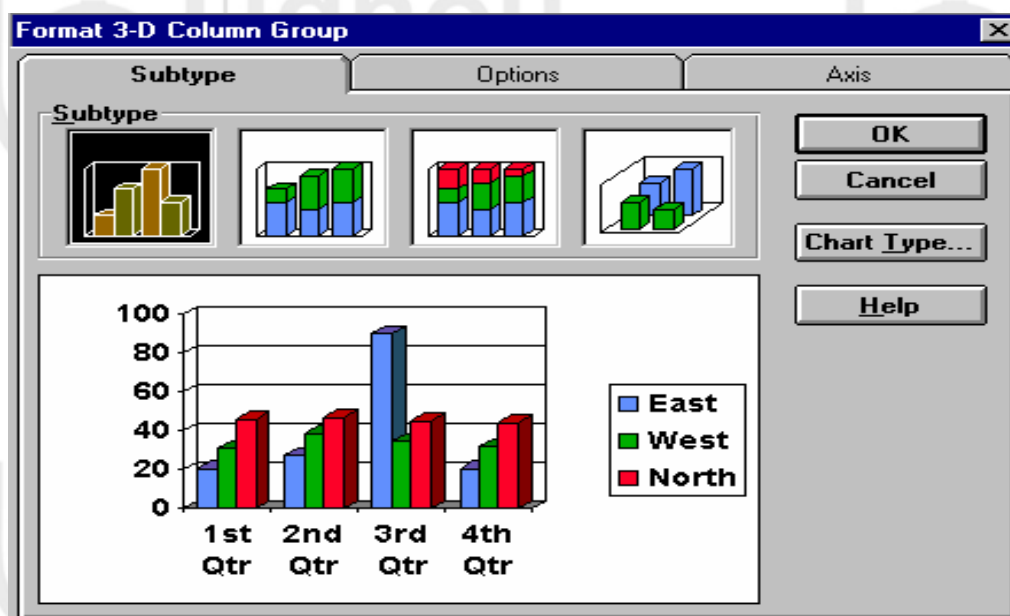 Format 3-D Column Group
Subtype
Options
Axis
Subtype
OK
Cancel
Chart Type...
Help
100
80
60
40
20
0
1st Qtr
2nd Qtr
3rd Qtr
4th Qtr
East
West
North